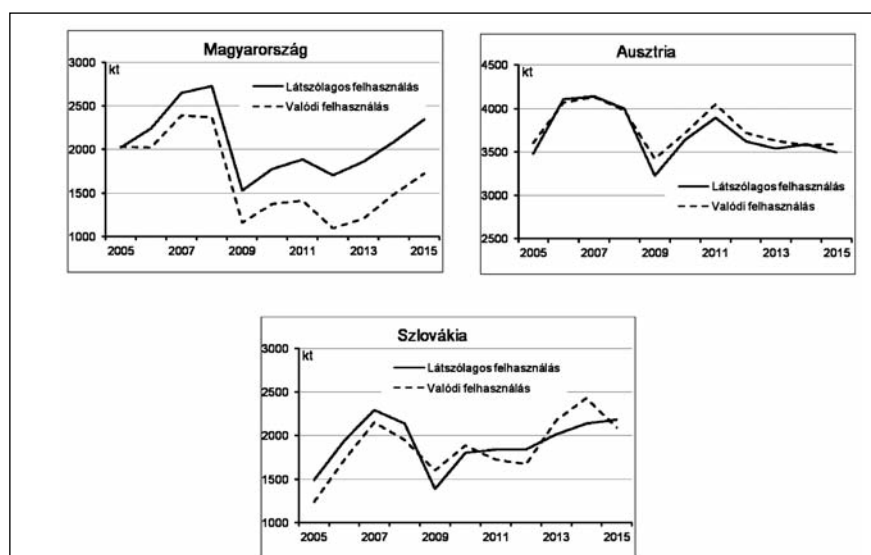 Magyarország
kt
3000
2500
2000
1500
1000
Látszólagos felhasználás
Valódi felhasználás
2005 2007 2009 2011 2013 2015
Ausztria
kt
4500
4000
3500
3000
2500
Látszólagos felhasználás
Valódi felhasználás
2005 2007 2009 2011 2013 2015
Szlovákia
kt
3000
2500
2000
1500
1000
Látszólagos felhasználás
Valódi felhasználás
2005 2007 2009 2011 2013 2015